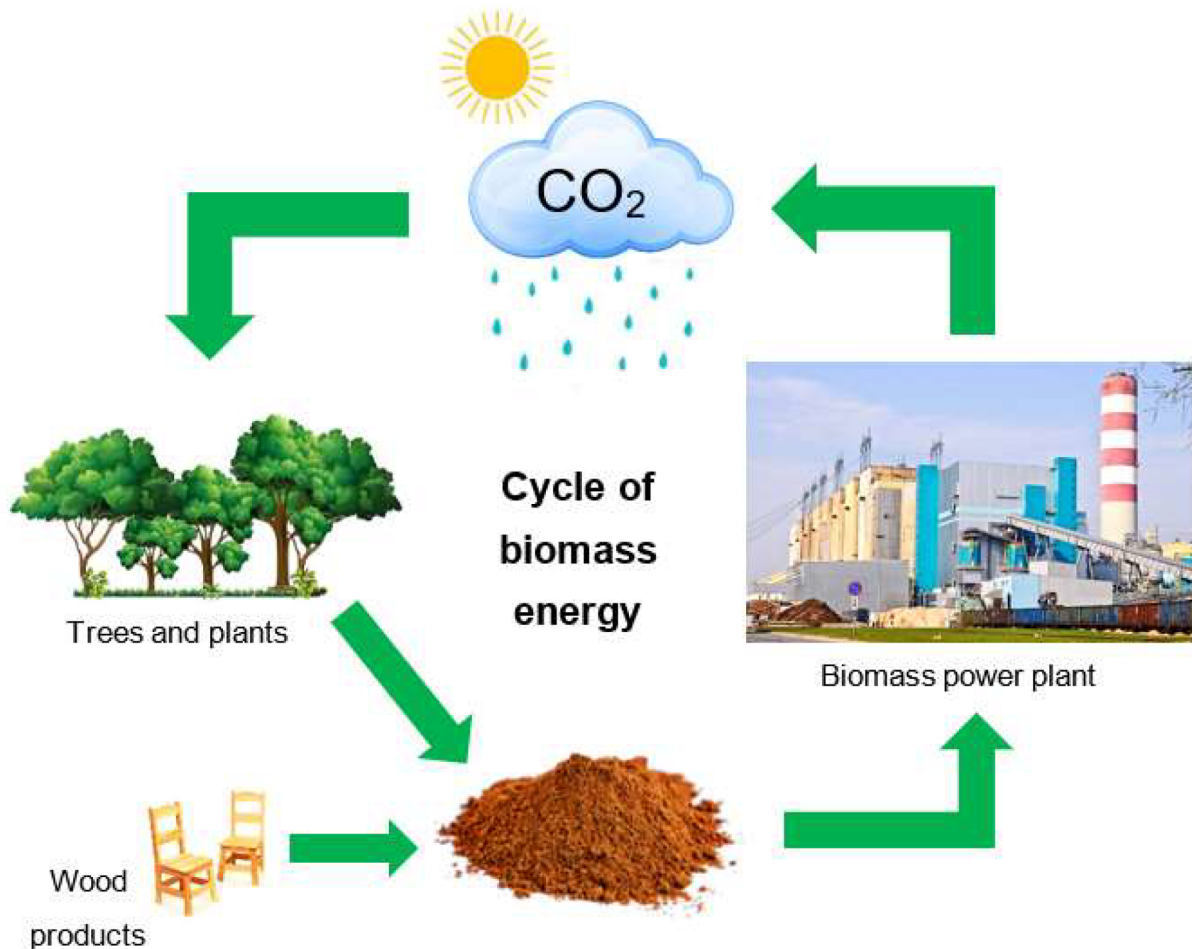 CO₂
Cycle of
biomass
energy
Trees and plants
Biomass power plant
Wood
products